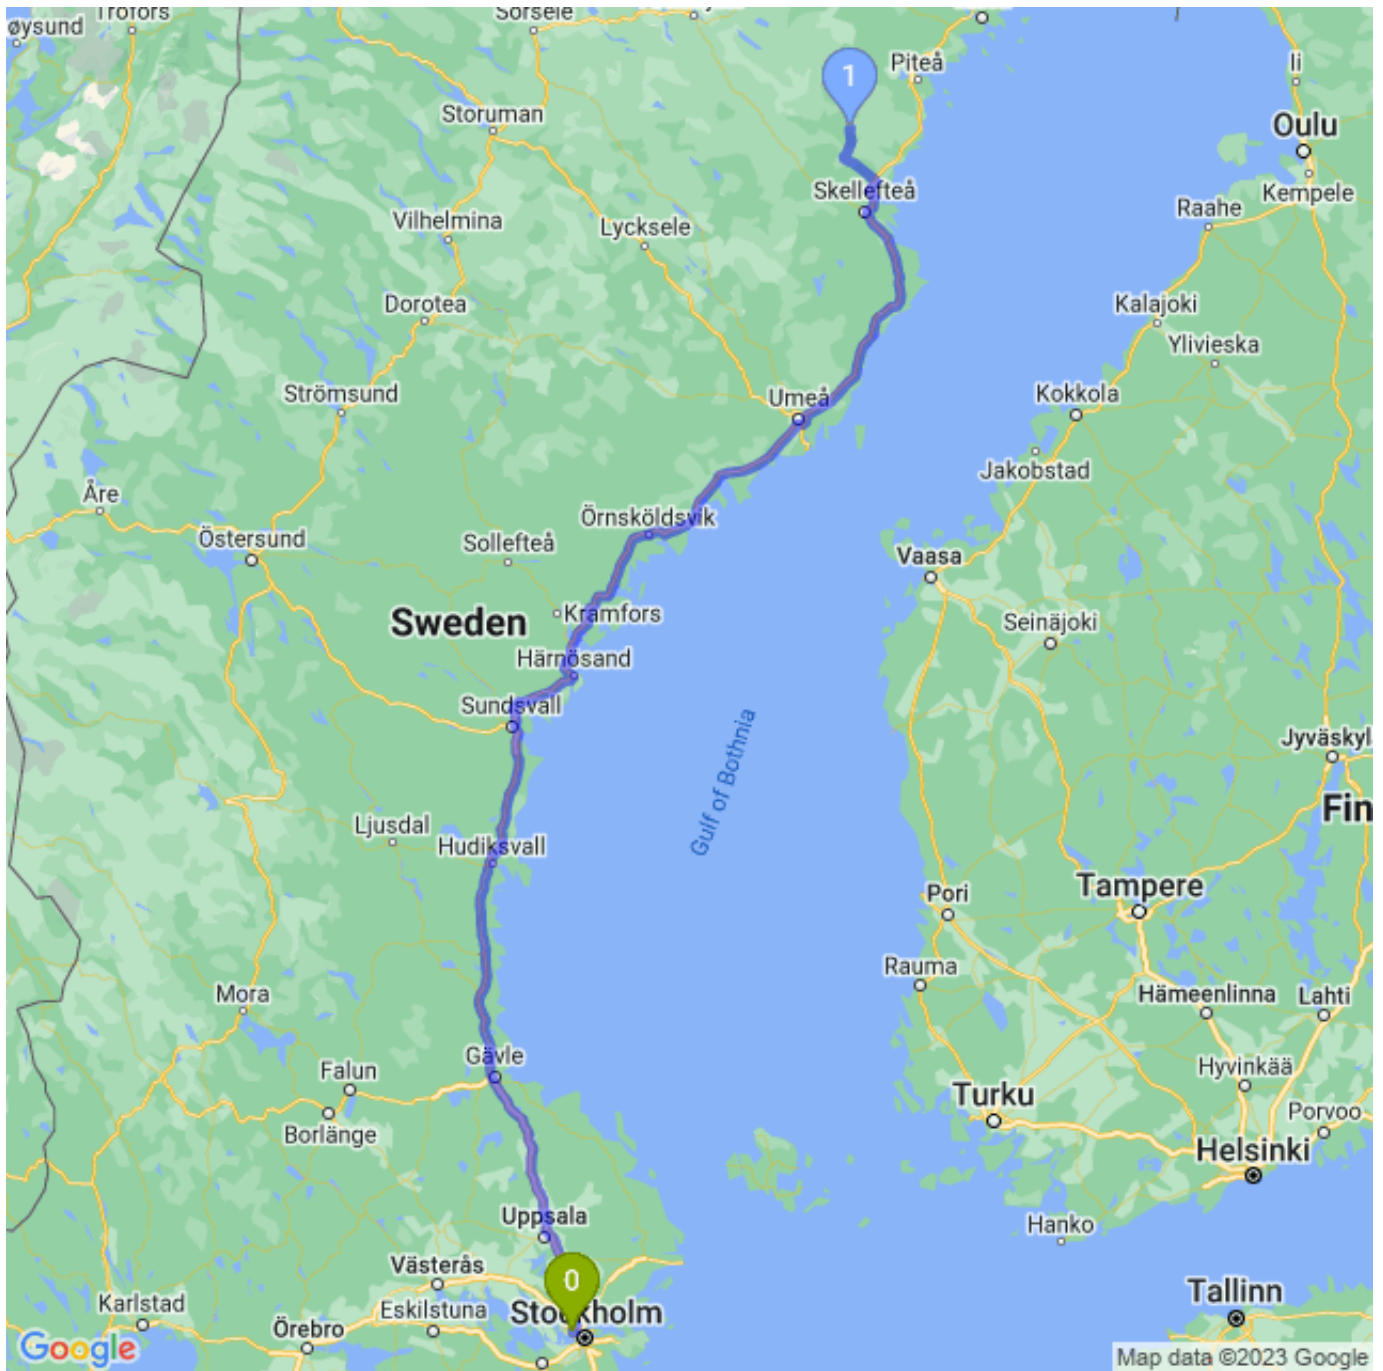 øysund
Trofors
Sorsele
Piteå
Ii
1
Storuman
Oulu
Kempele
Skellefteå
Raahe
Vilhelmina
Lycksele
Dorotea
Kalajoki
Ylivieska
Strömsund
Umeå
Kokkola
Jakobstad
Åre
Örnsköldsvik
Östersund
Sollefteå
Vaasa
Sweden
Kramfors
Seinäjoki
Härnösand
Sundsvall
Gulf of Bothnia
Jyväskyl
Fin
Ljusdal
Hudiksvall
Tampere
Pori
Rauma
Mora
Hämeenlinna
Lahti
Gävle
Falun
Hyvinkää
Turku
Porvoo
Borlänge
Helsinki
Uppsala
Hanko
Västerås
0
Tallinn
Karlstad
Eskilstuna
Stockholm
Örebro
Google
Map data ©2023 Google